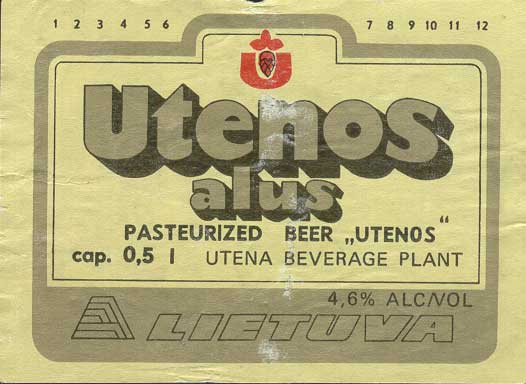 1 2 3 4 5 6 7 8 9 10 11 12
Utenos
alus
PASTEURIZED BEER „UTENOS"
cap. 0,5 l UTENA BEVERAGE PLANT
4,6% ALC/VOL
LIETUVA